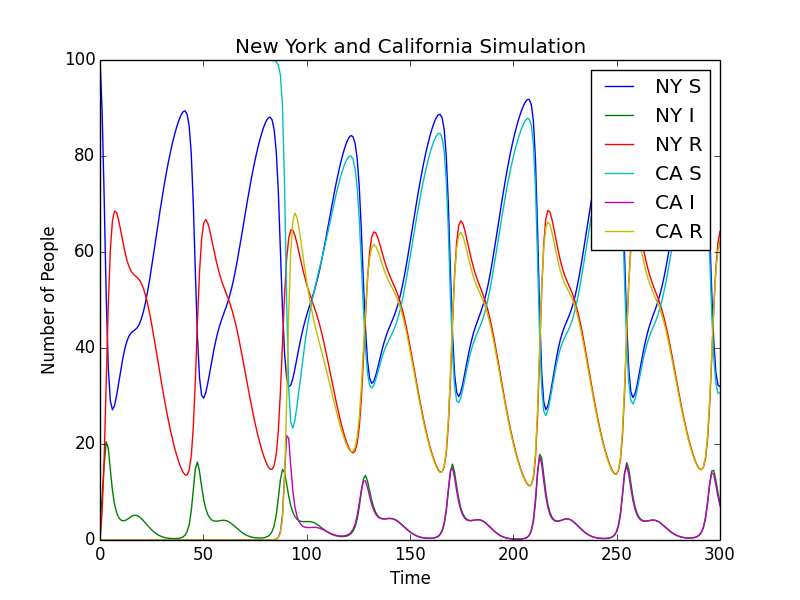 New York and California Simulation
Number of People
100
80
60
40
20
0
0 50 100 150 200 250 300
Time
NY S
NY I
NY R
CA S
CA I
CA R